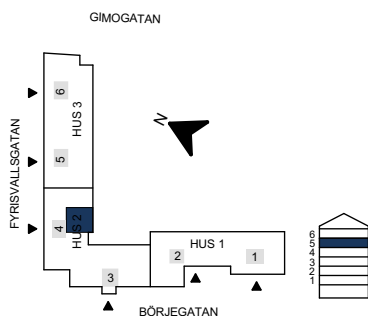 GIMOGATAN
FYRISVALLSGATAN
6
HUS 3
5
4
HUS 2
3
HUS 1
2
1
N
BÖRJEGATAN
6
5
4
3
2
1